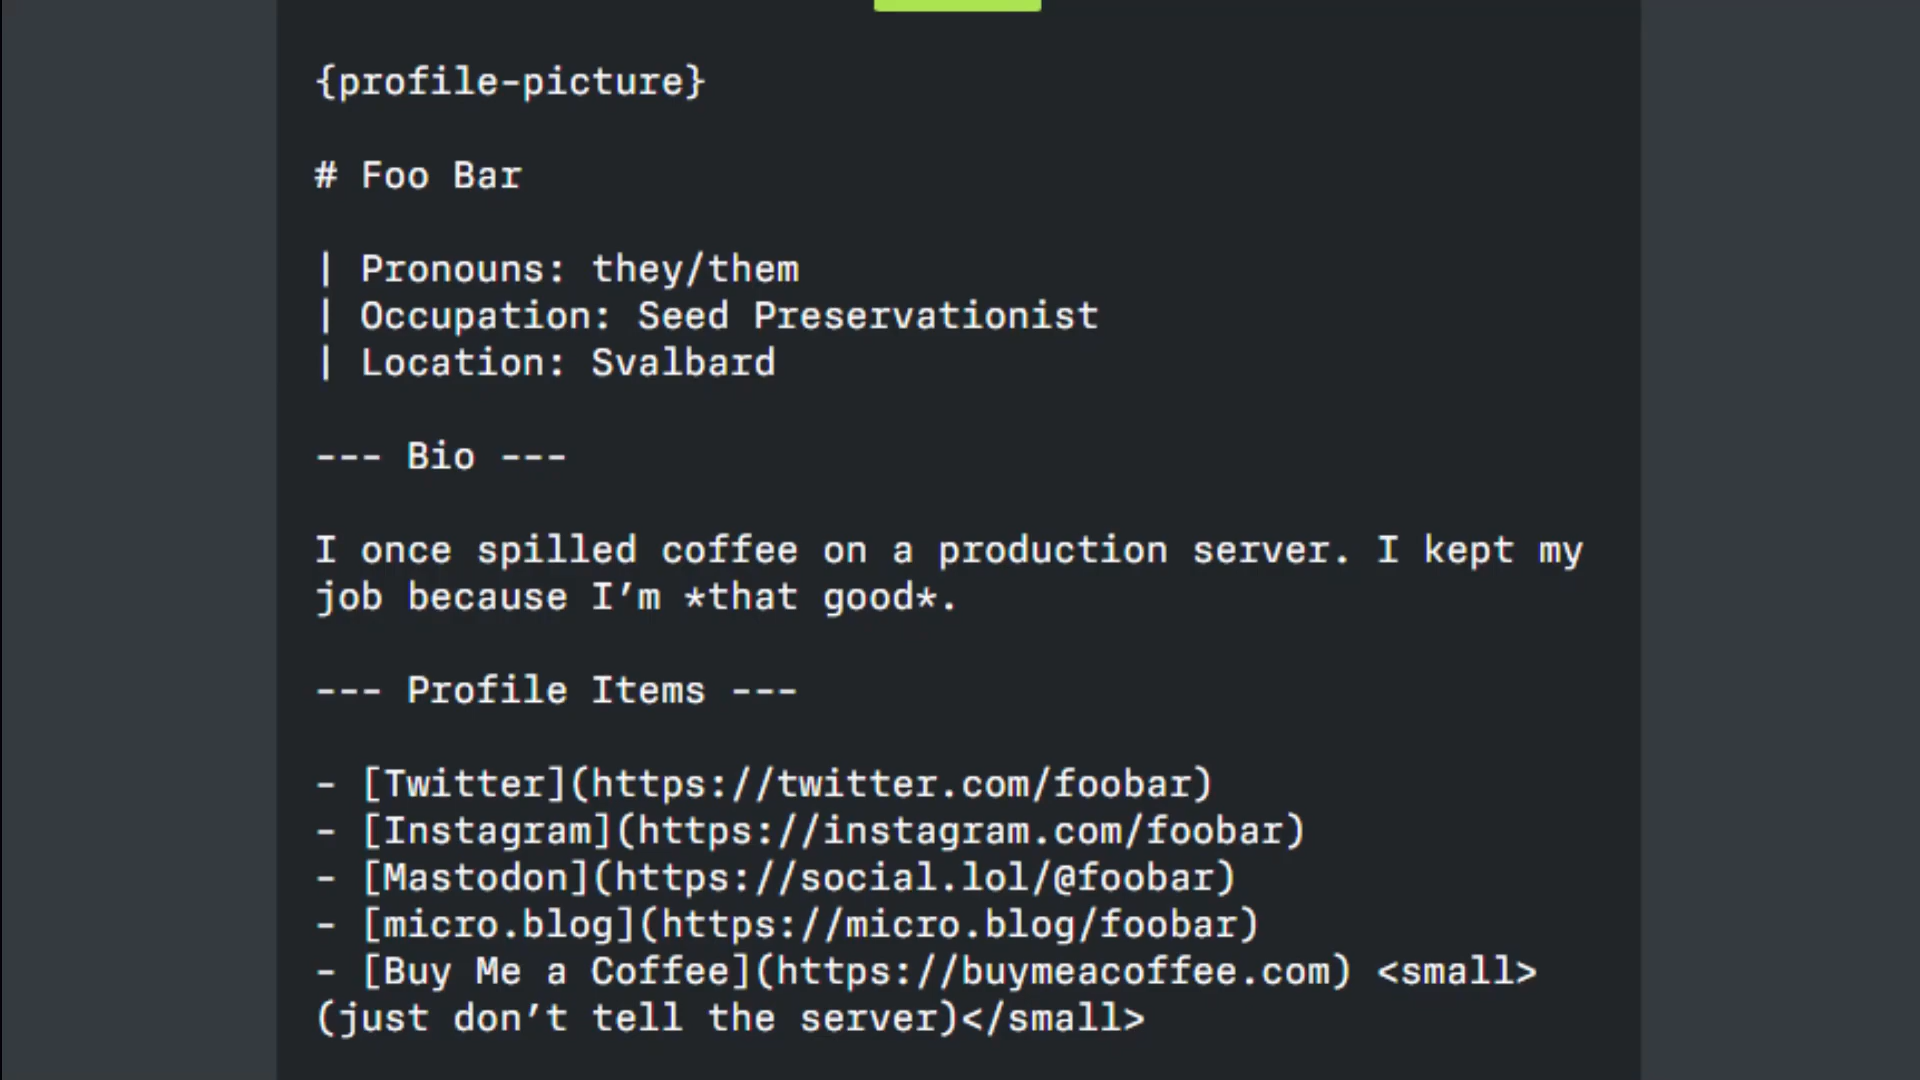 {profile-picture}
# Foo Bar
| Pronouns: they/them
| Occupation: Seed Preservationist
| Location: Svalbard
--- Bio ---
I once spilled coffee on a production server. I kept my
job because I’m *that good*.
--- Profile Items ---
- [Twitter](https://twitter.com/foobar)
- [Instagram](https://instagram.com/foobar)
- [Mastodon](https://social.lol/@foobar)
- [micro.blog](https://micro.blog/foobar)
- [Buy Me a Coffee](https://buymeacoffee.com) <small>
(just don’t tell the server)</small>